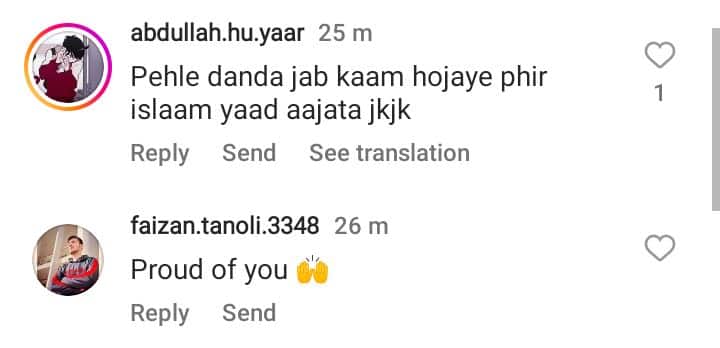 abdullah.hu.yaar 25 m
Pehle danda jab kaam hojaye phir
islaam yaad aajata jkjk
1
Reply Send See translation
faizan.tanoli.3348 26 m
Proud of you 🙌
Reply Send